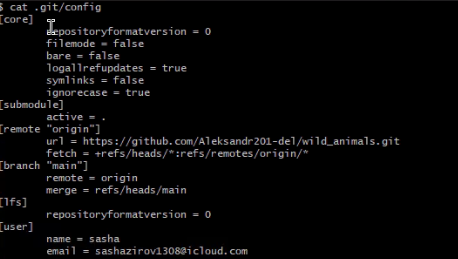 $ cat .git/config
[core]
repositoryformatversion = 0
filemode = false
bare = false
logallrefupdates = true
symlinks = false
ignorecase = true
[submodule]
active = .
[remote "origin"]
url = https://github.com/Aleksandr201-del/wild_animals.git
fetch = +refs/heads/*:refs/remotes/origin/*
[branch "main"]
remote = origin
merge = refs/heads/main
[lfs]
repositoryformatversion = 0
[user]
name = sasha
email = sashazirov1308@icloud.com